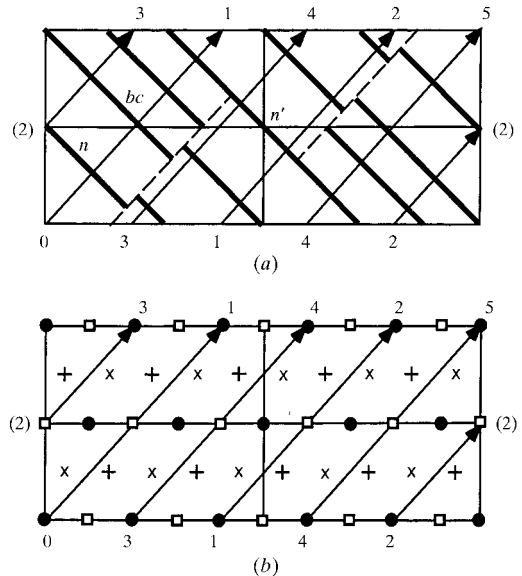 3 1 4 2 5
bc
n'
(2) (2)
n
0 3 1 4 2
(a)
3 1 4 2 5
+ x + x + x + x + x
(2) (2)
x + x + x + x + x +
0 3 1 4 2
(b)